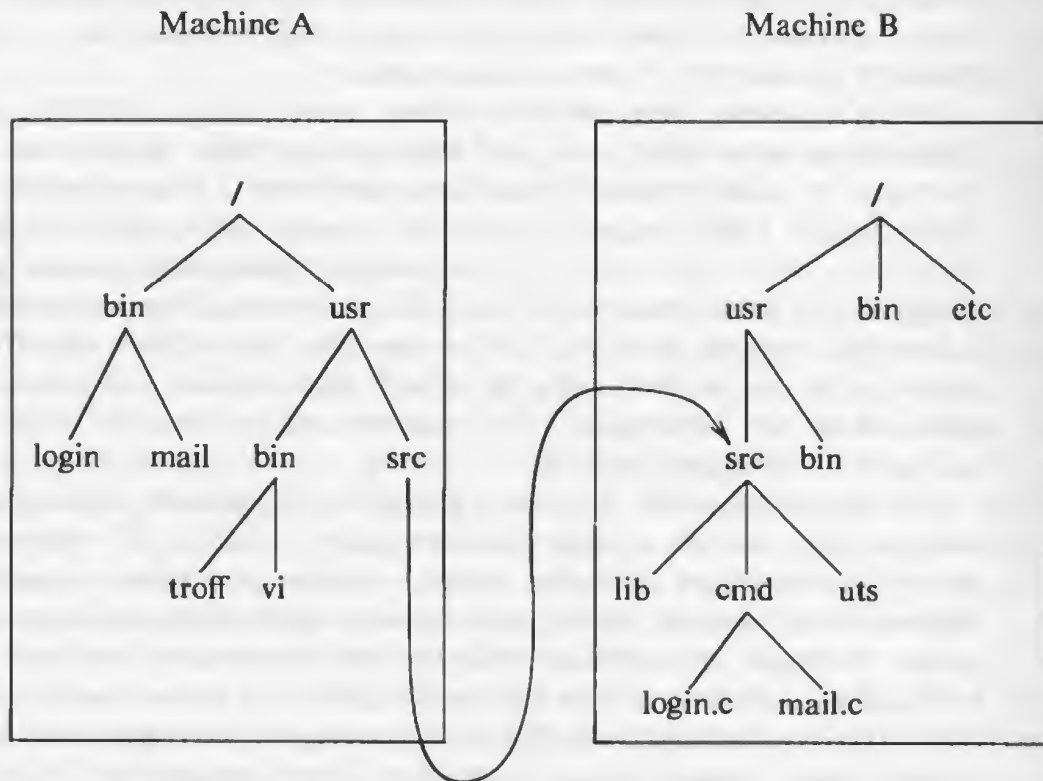 Machine A Machine B
/ /
bin usr usr bin etc
login mail bin src src bin
troff vi lib cmd uts
login.c mail.c